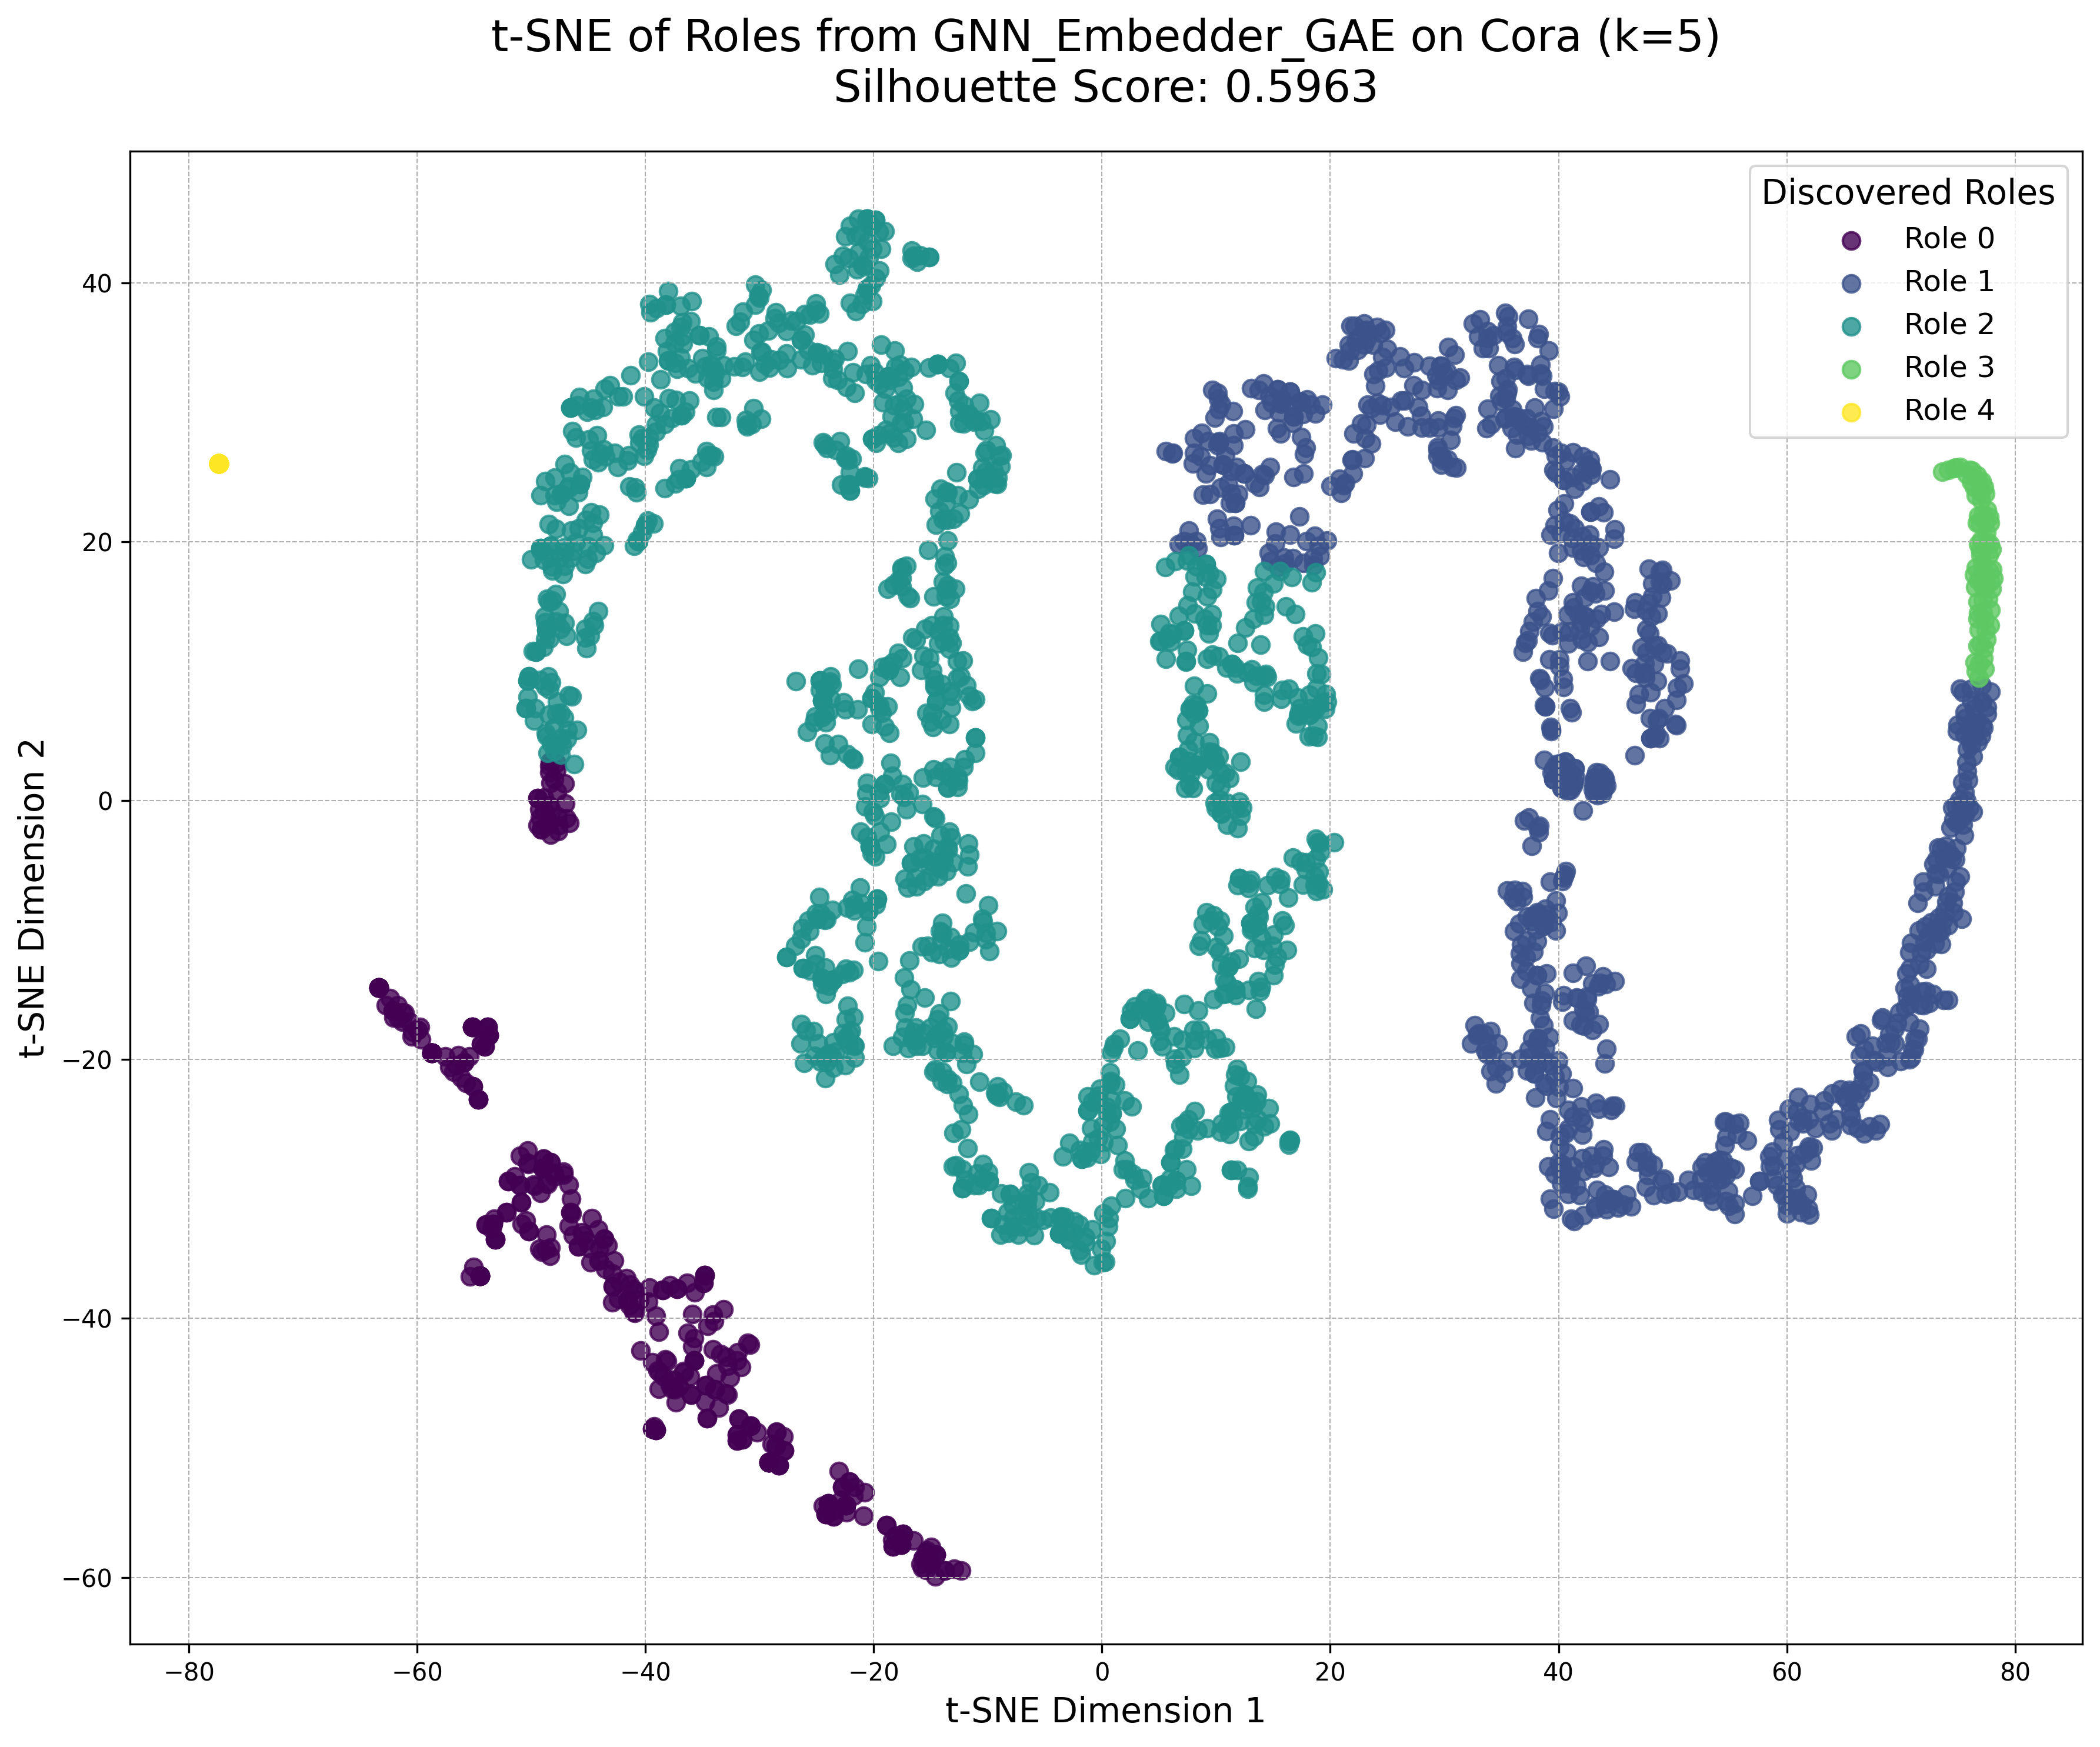 t-SNE of Roles from GNN_Embedder_GAE on Cora (k=5)
Silhouette Score: 0.5963
Discovered Roles
Role 0
Role 1
Role 2
Role 3
Role 4
t-SNE Dimension 2
40
20
0
−20
−40
−60
−80
−60
−40
−20
0
20
40
60
80
t-SNE Dimension 1